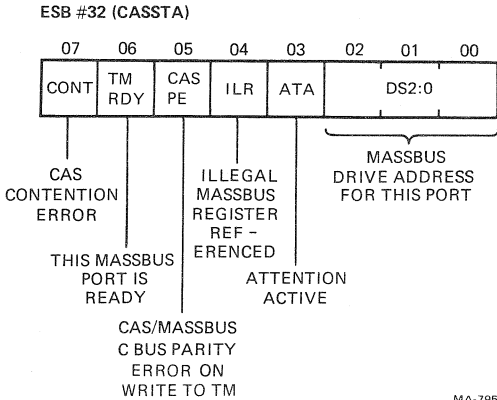 ESB #32 (CASSTA)
07 06 05 04 03 02 01 00
CONT
TM
RDY
CAS
PE
ILR
ATA
DS2:0
CAS
CONTENTION
ERROR
THIS MASSBUS
PORT IS
READY
CAS/MASSBUS
C BUS PARITY
ERROR ON
WRITE TO TM
ILLEGAL
MASSBUS
REGISTER
REF -
ERENCED
ATTENTION
ACTIVE
MASSBUS
DRIVE ADDRESS
FOR THIS PORT